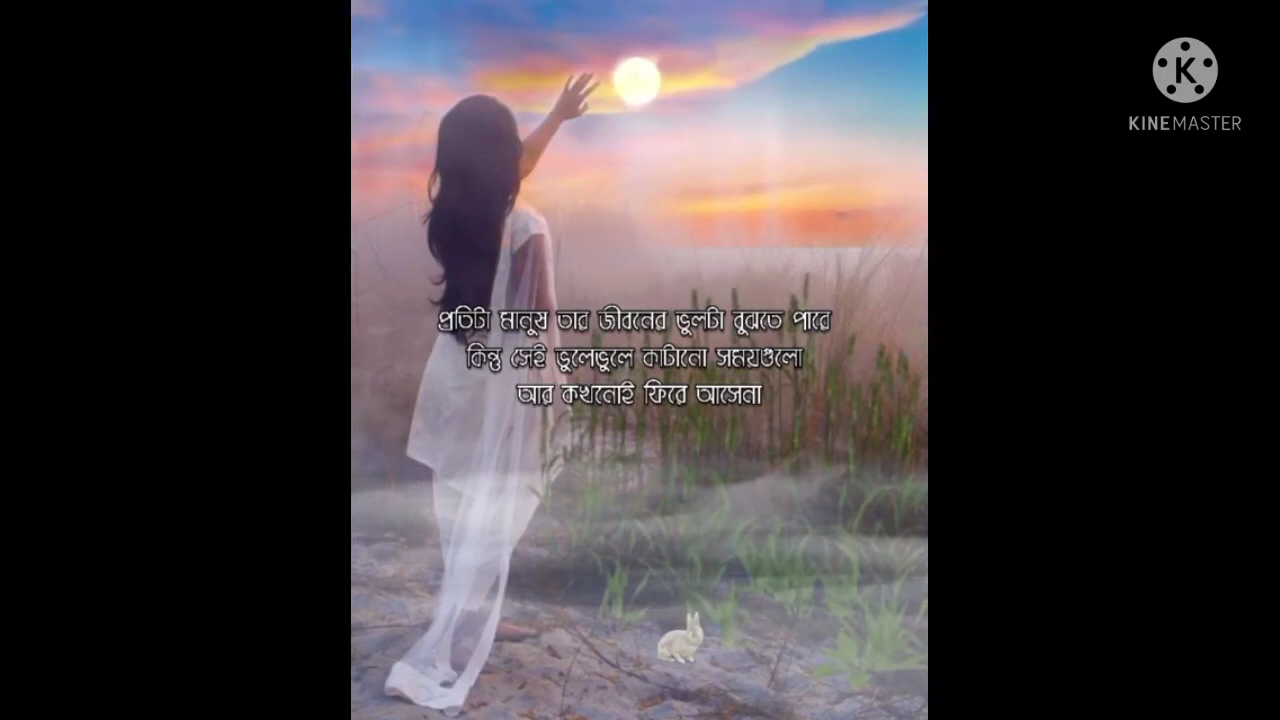 প্রতিটা মানুষ তার জীবনের ভুলটা বুঝতে পারে
কিন্তু সেই ভুলেভুলে কাটানো সময়গুলো
আর কখনোই ফিরে আসেনা
K
KINEMASTER